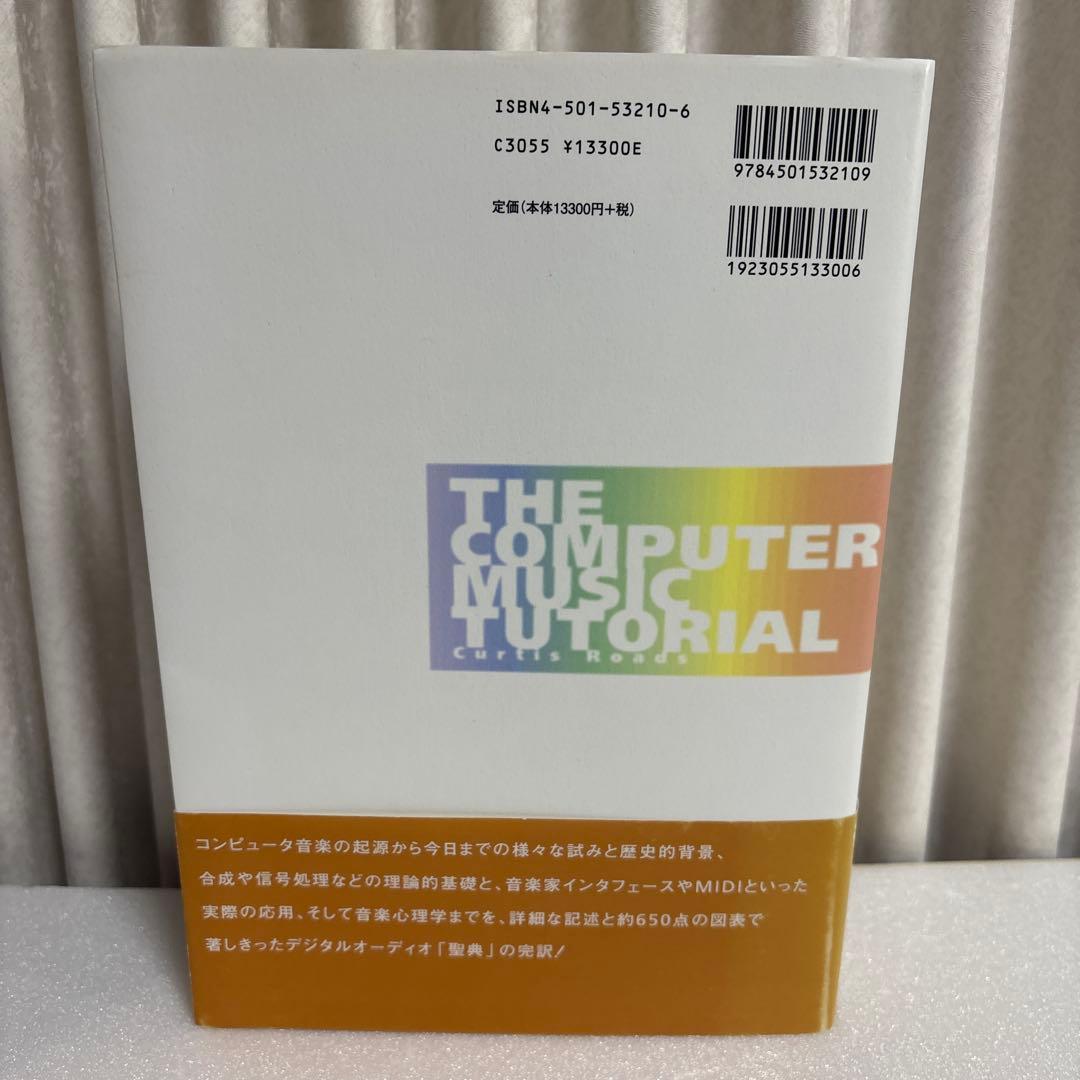 ISBN4-501-53210-6
C3055 ¥13300E
定価(本体13300円+税)
9784501532109
1923055133006
THE
COMPUTER
MUSIC
TUTORIAL
Curtis Roads
コンピュータ音楽の起源から今日までの様々な試みと歴史的背景、
合成や信号処理などの理論的基礎と、音楽家インタフェースやMIDIといった
実際の応用、そして音楽心理学までを、詳細な記述と約650点の図表で
著しきったデジタルオーディオ「聖典」の完訳!